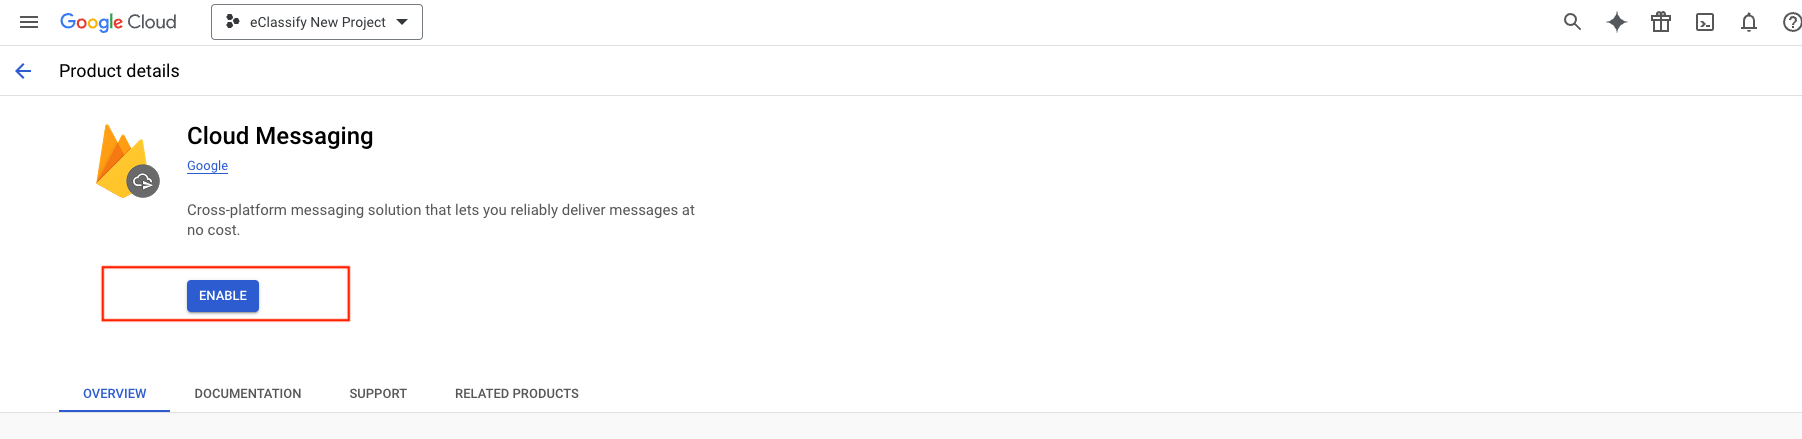 Google Cloud
eClassify New Project
Product details
Cloud Messaging
Google
Cross-platform messaging solution that lets you reliably deliver messages at
no cost.
ENABLE
OVERVIEW DOCUMENTATION SUPPORT RELATED PRODUCTS